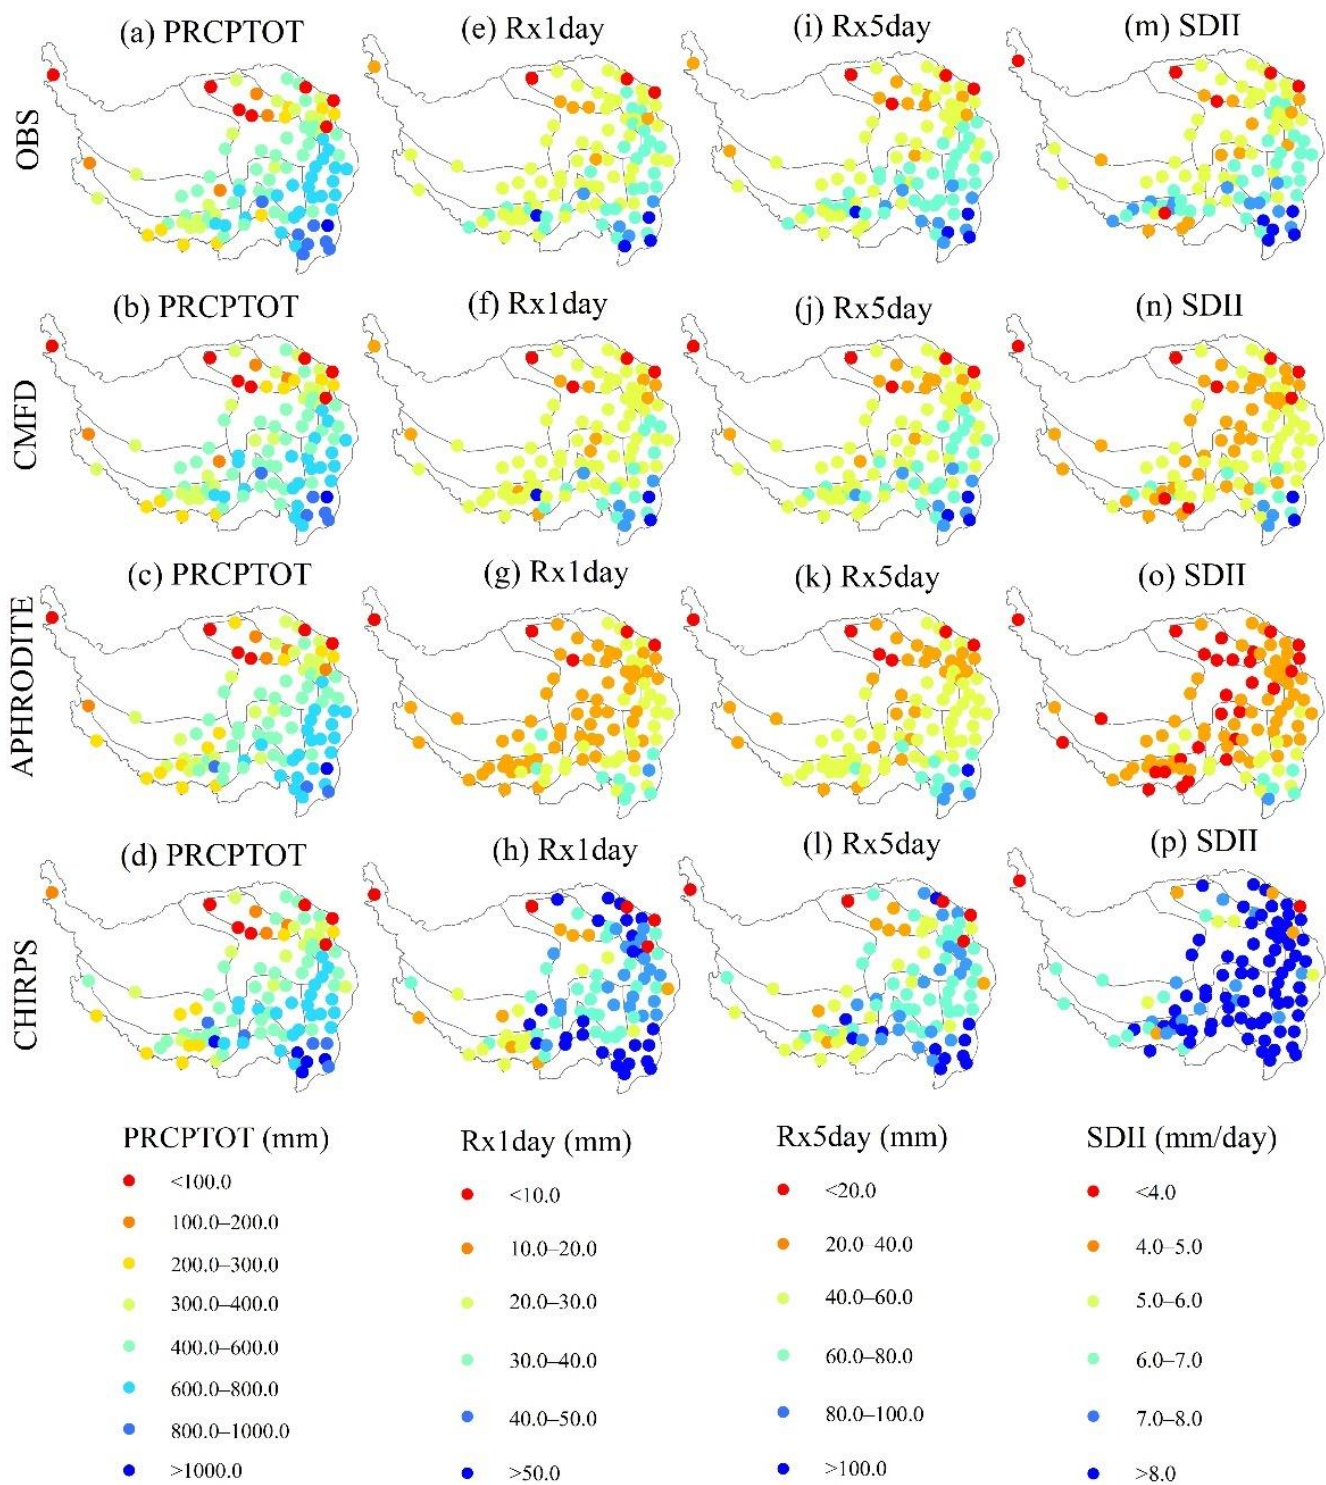 (a) PRCPTOT
(e) Rx1day
(i) Rx5day
(m) SDII
OBS
(b) PRCPTOT
(f) Rx1day
(j) Rx5day
(n) SDII
CMFD
(c) PRCPTOT
(g) Rx1day
(k) Rx5day
(o) SDII
APHRODITE
(d) PRCPTOT
(h) Rx1day
(l) Rx5day
(p) SDII
CHIRPS
PRCPTOT (mm)
<100.0
100.0–200.0
200.0–300.0
300.0–400.0
400.0–600.0
600.0–800.0
800.0–1000.0
>1000.0
Rx1day (mm)
<10.0
10.0–20.0
20.0–30.0
30.0–40.0
40.0–50.0
>50.0
Rx5day (mm)
<20.0
20.0–40.0
40.0–60.0
60.0–80.0
80.0–100.0
>100.0
SDII (mm/day)
<4.0
4.0–5.0
5.0–6.0
6.0–7.0
7.0–8.0
>8.0